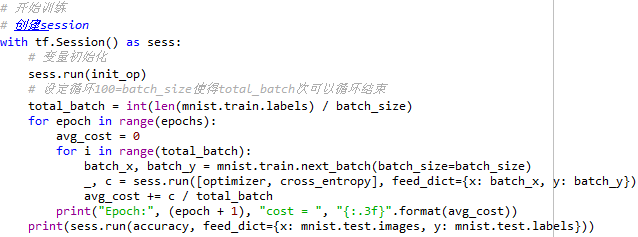 # 开始训练
# 创建session
with tf.Session() as sess:
    # 变量初始化
    sess.run(init_op)
    # 设定循环100=batch_size使得total_batch次可以循环结束
    total_batch = int(len(mnist.train.labels) / batch_size)
    for epoch in range(epochs):
        avg_cost = 0
        for i in range(total_batch):
            batch_x, batch_y = mnist.train.next_batch(batch_size=batch_size)
            _, c = sess.run([optimizer, cross_entropy], feed_dict={x: batch_x, y: batch_y})
            avg_cost += c / total_batch
        print("Epoch:", (epoch + 1), "cost = ", "{:.3f}".format(avg_cost))
    print(sess.run(accuracy, feed_dict={x: mnist.test.images, y: mnist.test.labels}))